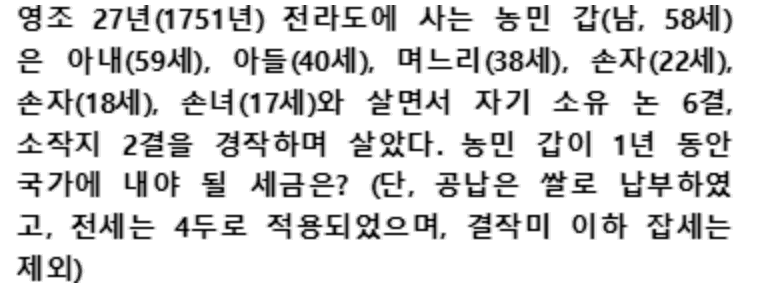 영조 27년(1751년) 전라도에 사는 농민 갑(남, 58세)
은 아내(59세), 아들(40세), 며느리(38세), 손자(22세),
손자(18세), 손녀(17세)와 살면서 자기 소유 논 6결,
소작지 2결을 경작하며 살았다. 농민 갑이 1년 동안
국가에 내야 될 세금은? (단, 공납은 쌀로 납부하였
고, 전세는 4두로 적용되었으며, 결작미 이하 잡세는
제외)